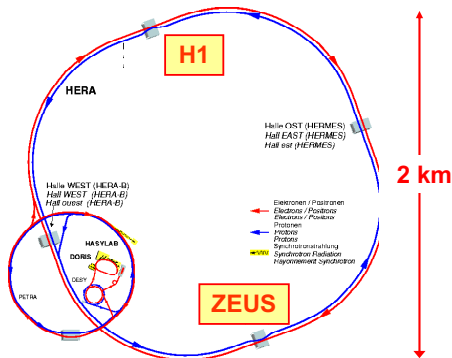 H1
HERA
Halle OST (HERMES)
Hall EAST (HERMES)
Hall est (HERMES)
2 km
Halle WEST (HERA-B)
Hall WEST (HERA-B)
Hall ouest (HERA-B)
Elektronen / Positronen
Electrons / Positrons
Electrons / Positons
Protonen
Protons
Protons
Synchrotronstrahlung
Synchrotron Radiation
Rayonnement Synchrotron
HASYLAB
DORIS
DESY
PETRA
ZEUS